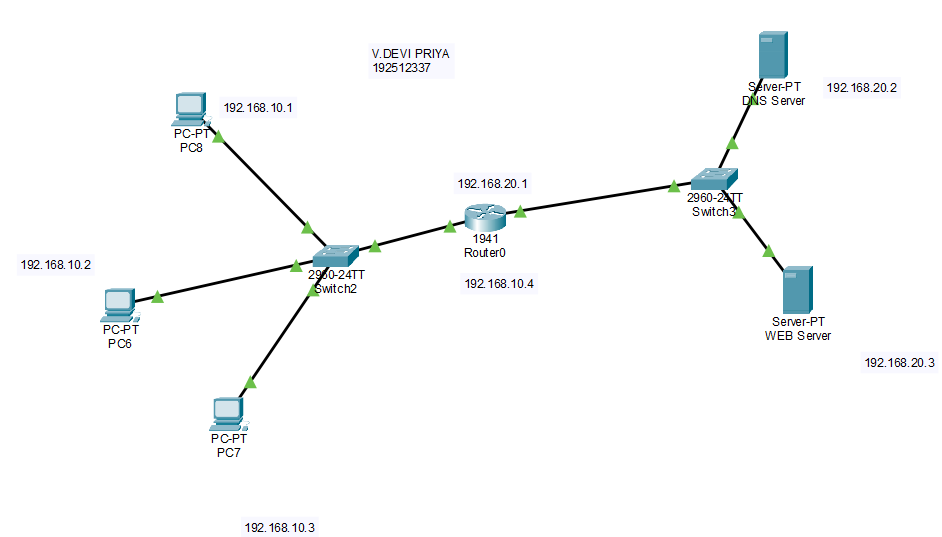 V.DEVI PRIYA
192512337
Server-PT
DNS Server
192.168.20.2
192.168.10.1
PC-PT
PC8
192.168.20.1
2960-24TT
Switch3
1941
Router0
192.168.10.2
2960-24TT
Switch2
192.168.10.4
PC-PT
PC6
Server-PT
WEB Server
192.168.20.3
PC-PT
PC7
192.168.10.3